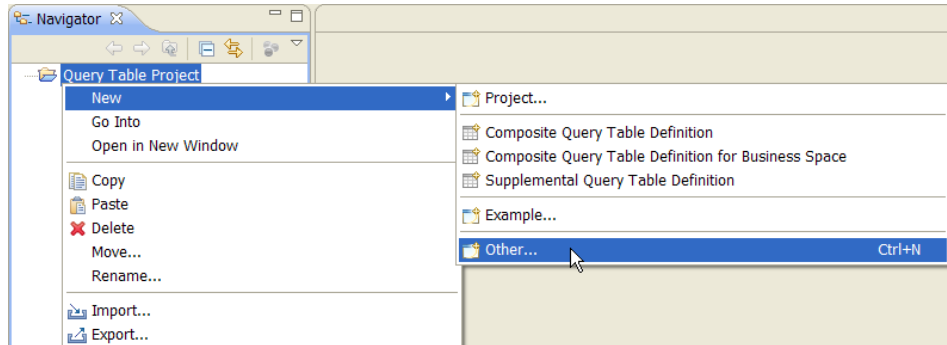 Navigator
Query Table Project
New
Go Into
Open in New Window
Copy
Paste
Delete
Move...
Rename...
Import...
Export...
Project...
Composite Query Table Definition
Composite Query Table Definition for Business Space
Supplemental Query Table Definition
Example...
Other... Ctrl+N